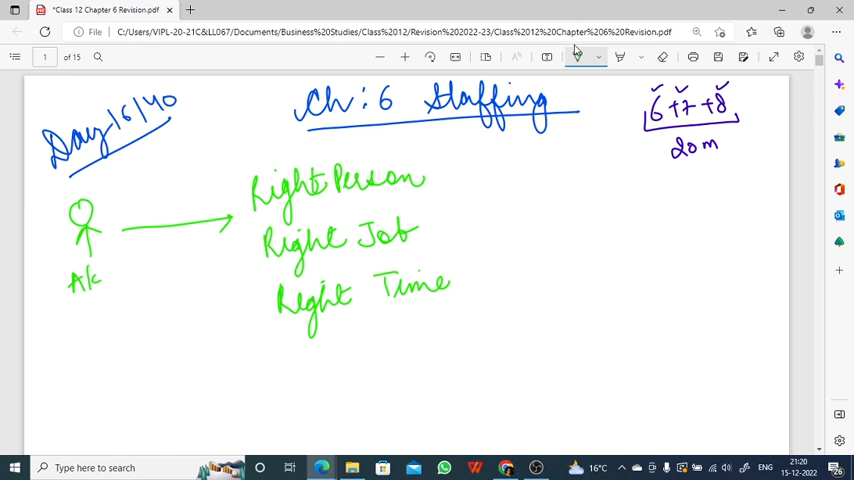 *Class 12 Chapter 6 Revision.pdf
File
C:/Users/VIPL-20-21C&LL067/Documents/Business%20Studies/Class%2012/Revision%202022-23/Class%2012%20Chapter%206%20Revision.pdf
1 of 15
Day 16/40
Ch: 6 Staffing
6+7+8
20m
Right Person
Right Job
Right Time
AK
Type here to search
16°C
ENG
21:20
15-12-2022
26